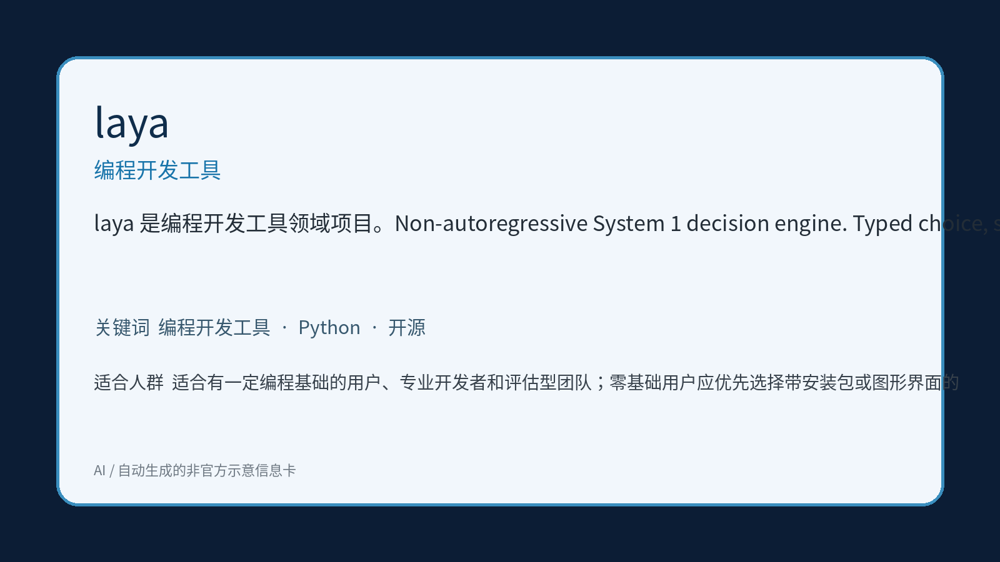 laya
编程开发工具
laya 是编程开发工具领域项目。Non-autoregressive System 1 decision engine. Typed choice,
关键词 编程开发工具 · Python · 开源
适合人群 适合有一定编程基础的用户、专业开发者和评估型团队；零基础用户应优先选择带安装包或图形界面的
AI / 自动生成的非官方示意信息卡